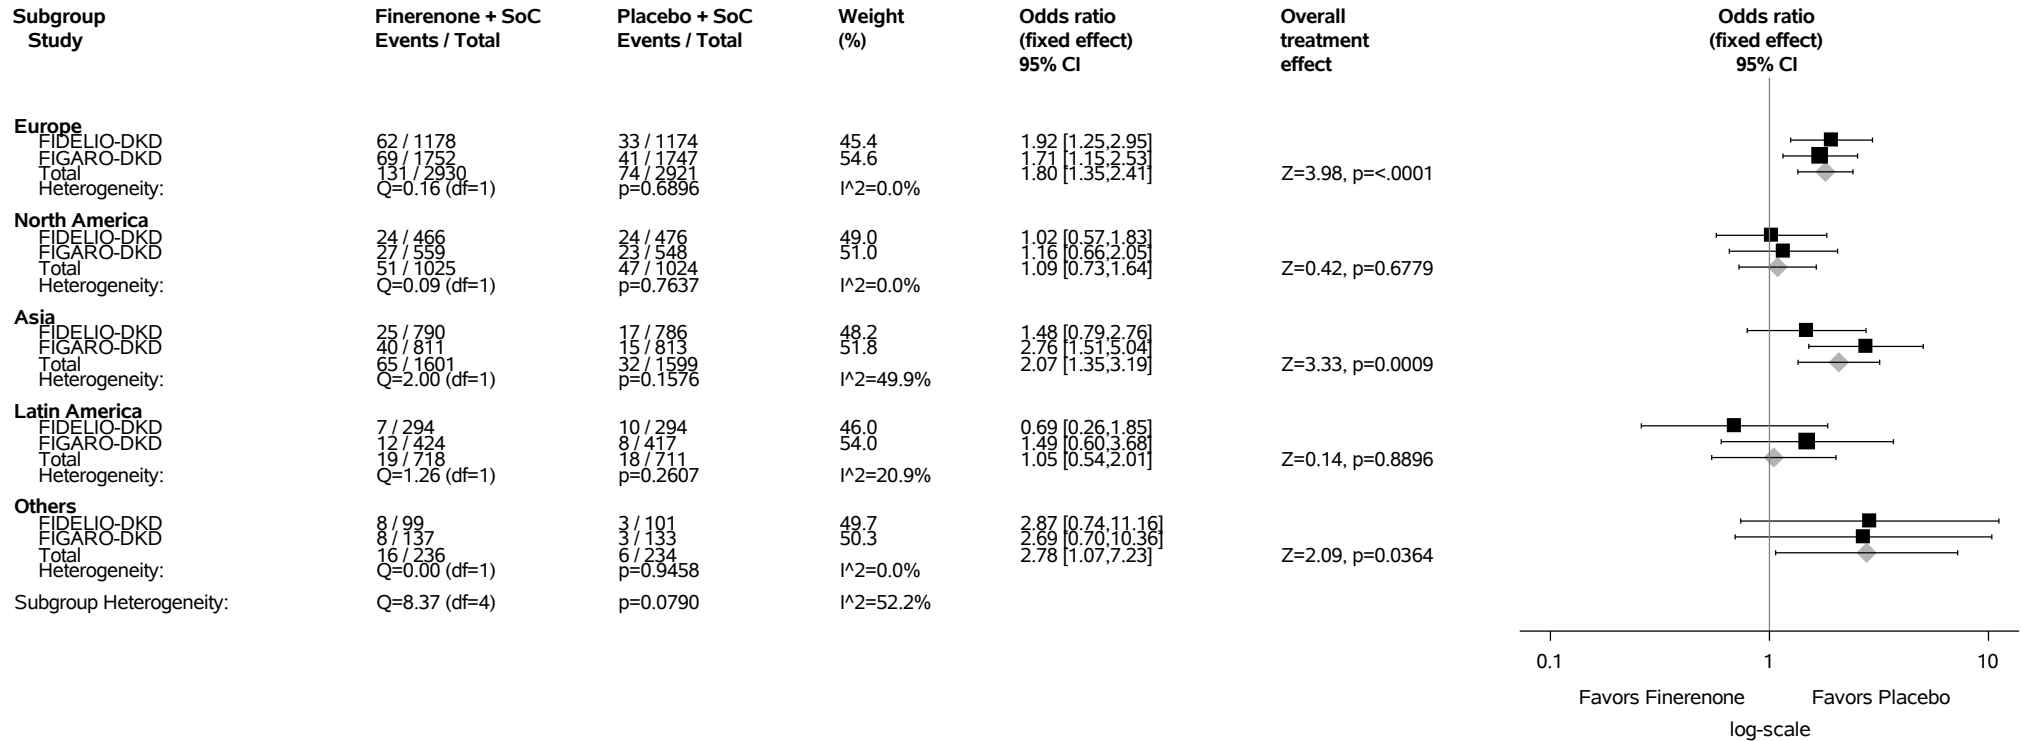 Subgroup Finerenone + SoC Placebo + SoC Weight Odds ratio Overall Odds ratio
Study Events / Total Events / Total (%) (fixed effect) treatment (fixed effect)
95% CI effect 95% CI
Europe
FIDELIO-DKD 62 / 1178 33 / 1174 45.4 1.92 [1.25,2.95]
FIGARO-DKD 69 / 1752 41 / 1747 54.6 1.71 [1.15,2.53]
Total 131 / 2930 74 / 2921 1.80 [1.35,2.41] Z=3.98, p=<.0001
Heterogeneity: Q=0.16 (df=1) p=0.6896 I^2=0.0%
North America
FIDELIO-DKD 24 / 466 24 / 476 49.0 1.02 [0.57,1.83]
FIGARO-DKD 27 / 559 23 / 548 51.0 1.16 [0.66,2.05]
Total 51 / 1025 47 / 1024 1.09 [0.73,1.64] Z=0.42, p=0.6779
Heterogeneity: Q=0.09 (df=1) p=0.7637 I^2=0.0%
Asia
FIDELIO-DKD 25 / 790 17 / 786 48.2 1.48 [0.79,2.76]
FIGARO-DKD 40 / 811 15 / 813 51.8 2.76 [1.51,5.04]
Total 65 / 1601 32 / 1599 2.07 [1.35,3.19] Z=3.33, p=0.0009
Heterogeneity: Q=2.00 (df=1) p=0.1576 I^2=49.9%
Latin America
FIDELIO-DKD 7 / 294 10 / 294 46.0 0.69 [0.26,1.85]
FIGARO-DKD 12 / 424 8 / 417 54.0 1.49 [0.60,3.68]
Total 19 / 718 18 / 711 1.05 [0.54,2.01] Z=0.14, p=0.8896
Heterogeneity: Q=1.26 (df=1) p=0.2607 I^2=20.9%
Others
FIDELIO-DKD 8 / 99 3 / 101 49.7 2.87 [0.74,11.16]
FIGARO-DKD 8 / 137 3 / 133 50.3 2.69 [0.70,10.36]
Total 16 / 236 6 / 234 2.78 [1.07,7.23] Z=2.09, p=0.0364
Heterogeneity: Q=0.00 (df=1) p=0.9458 I^2=0.0%
Subgroup Heterogeneity: Q=8.37 (df=4) p=0.0790 I^2=52.2%
0.1 1 10
Favors Finerenone Favors Placebo
log-scale